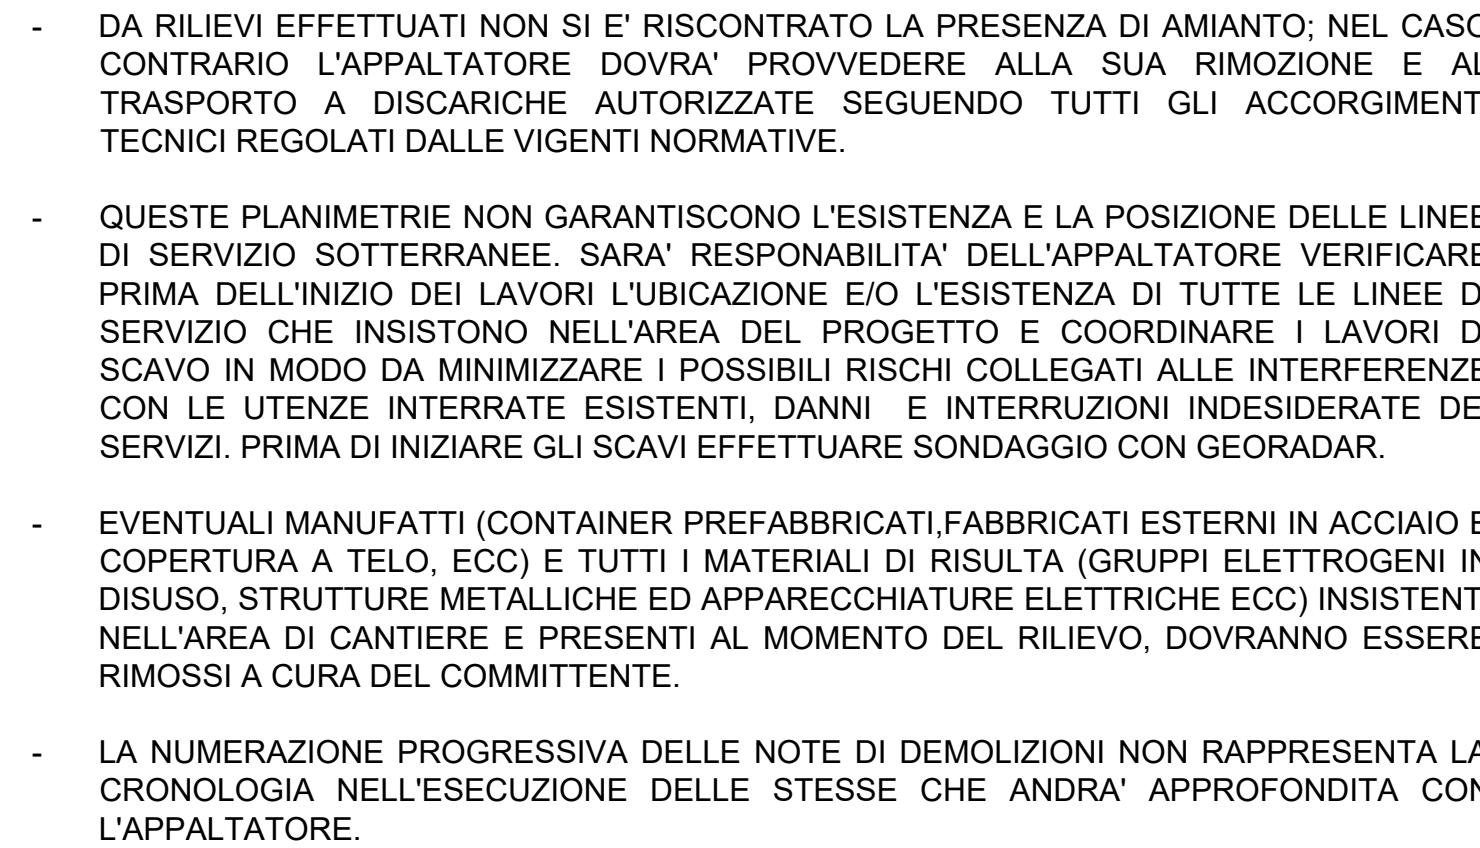 - DA RILIEVI EFFETTUATI NON SI E' RISCONTRATO LA PRESENZA DI AMIANTO; NEL CASO
CONTRARIO L'APPALTATORE DOVRA' PROVVEDERE ALLA SUA RIMOZIONE E AL
TRASPORTO A DISCARICHE AUTORIZZATE SEGUENDO TUTTI GLI ACCORGIMENT
TECNICI REGOLATI DALLE VIGENTI NORMATIVE.
- QUESTE PLANIMETRIE NON GARANTISCONO L'ESISTENZA E LA POSIZIONE DELLE LINEE
DI SERVIZIO SOTTERRANEE. SARA' RESPONABILITA' DELL'APPALTATORE VERIFICARE
PRIMA DELL'INIZIO DEI LAVORI L'UBICAZIONE E/O L'ESISTENZA DI TUTTE LE LINEE D
SERVIZIO CHE INSISTONO NELL'AREA DEL PROGETTO E COORDINARE I LAVORI D
SCAVO IN MODO DA MINIMIZZARE I POSSIBILI RISCHI COLLEGATI ALLE INTERFERENZE
CON LE UTENZE INTERRATE ESISTENTI, DANNI E INTERRUZIONI INDESIDERATE DE
SERVIZI. PRIMA DI INIZIARE GLI SCAVI EFFETTUARE SONDAGGIO CON GEORADAR.
- EVENTUALI MANUFATTI (CONTAINER PREFABBRICATI,FABBRICATI ESTERNI IN ACCIAIO E
COPERTURA A TELO, ECC) E TUTTI I MATERIALI DI RISULTA (GRUPPI ELETTROGENI IN
DISUSO, STRUTTURE METALLICHE ED APPARECCHIATURE ELETTRICHE ECC) INSISTENT
NELL'AREA DI CANTIERE E PRESENTI AL MOMENTO DEL RILIEVO, DOVRANNO ESSERE
RIMOSSI A CURA DEL COMMITTENTE.
- LA NUMERAZIONE PROGRESSIVA DELLE NOTE DI DEMOLIZIONI NON RAPPRESENTA LA
CRONOLOGIA NELL'ESECUZIONE DELLE STESSE CHE ANDRA' APPROFONDITA CON
L'APPALTATORE.